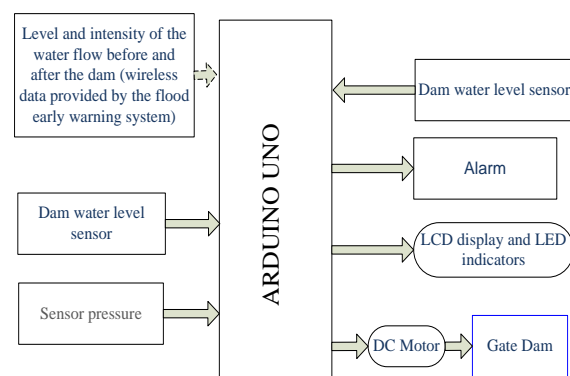 Level and intensity of the
water flow before and
after the dam (wireless
data provided by the flood
early warning system)
Dam water level
sensor
Sensor pressure
ARDUINO UNO
Dam water level sensor
Alarm
LCD display and LED
indicators
DC Motor
Gate Dam